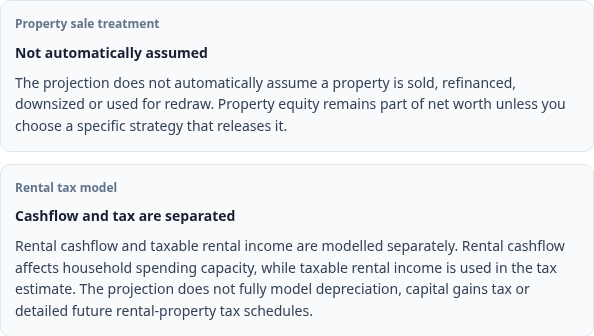 Property sale treatment
Not automatically assumed
The projection does not automatically assume a property is sold, refinanced,
downsized or used for redraw. Property equity remains part of net worth unless you
choose a specific strategy that releases it.
Rental tax model
Cashflow and tax are separated
Rental cashflow and taxable rental income are modelled separately. Rental cashflow
affects household spending capacity, while taxable rental income is used in the tax
estimate. The projection does not fully model depreciation, capital gains tax or
detailed future rental-property tax schedules.